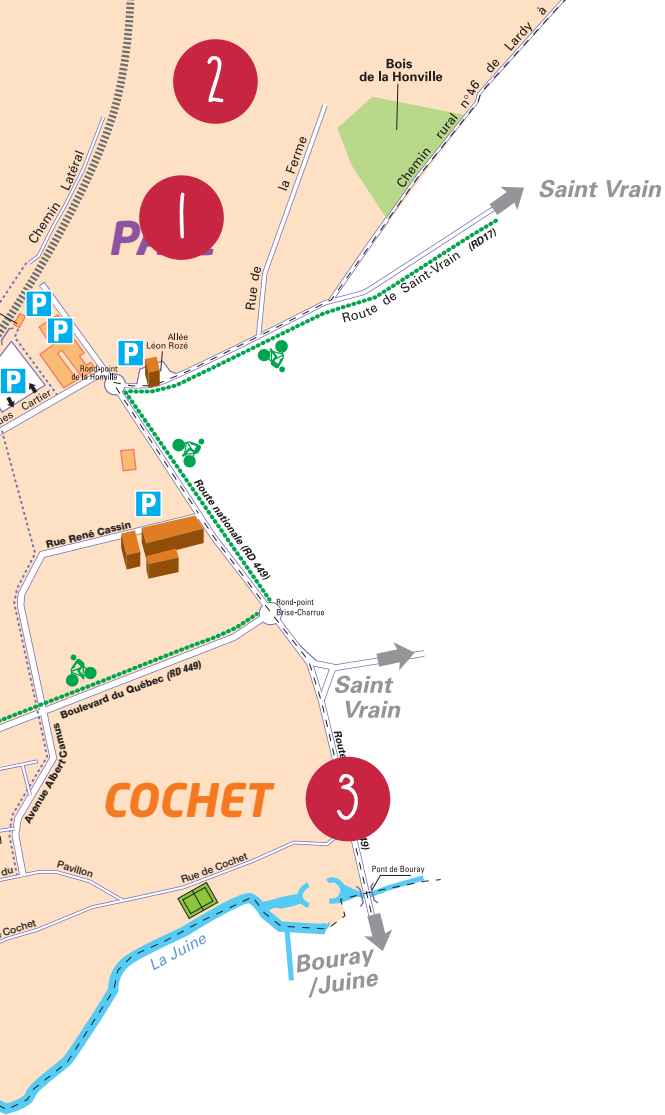 2
Bois
de la Honville
Chemin rural n°46 de Lardy à
1
Chemin Latéral
la Ferme
Rue de
Saint Vrain
Route de Saint-Vrain (RD17)
P
P
P
P
Allée
Léon Rozé
Rond-point
de la Honville
Cartier
P
Rue René Cassin
Route nationale (RD 449)
Rond-point
Brise-Charrue
Boulevard du Québec (RD 449)
Saint
Vrain
Avenue Albert Camus
Route
3
COCHET
du
Pavillon
Rue de Cochet
Cochet
Pont de Bouray
La Juine
Bouray
/Juine